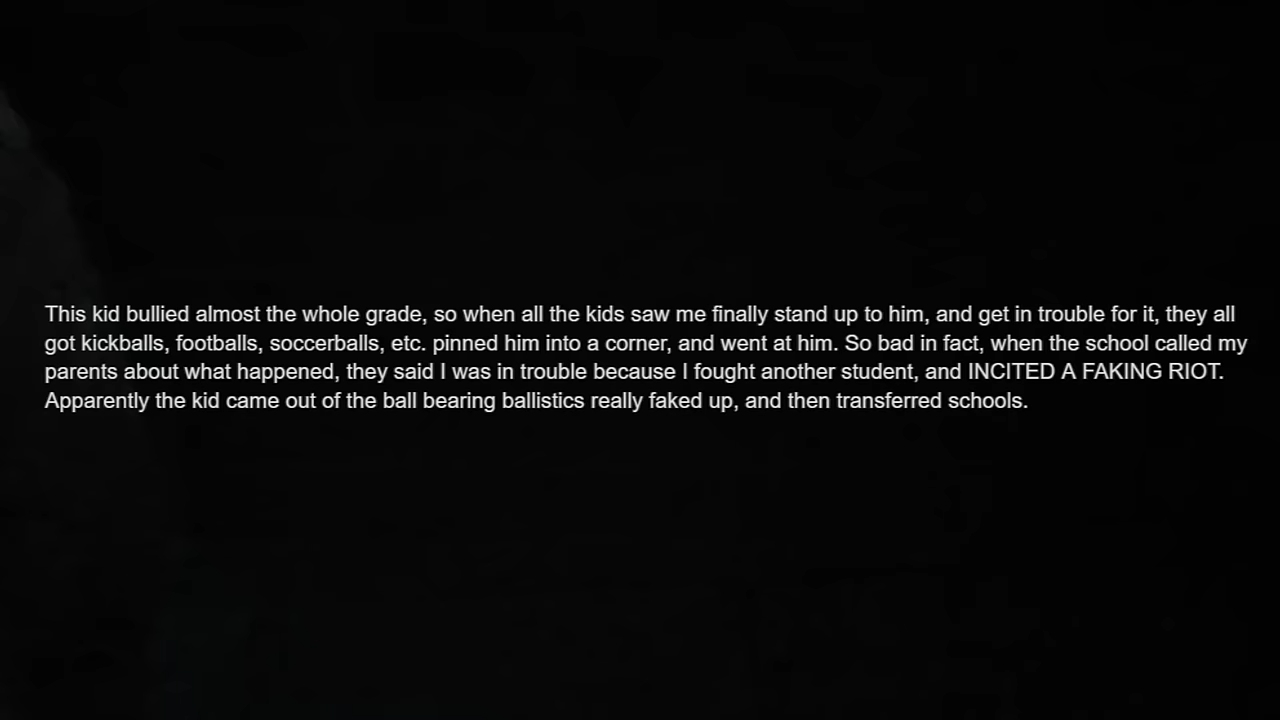 This kid bullied almost the whole grade, so when all the kids saw me finally stand up to him, and get in trouble for it, they all
got kickballs, footballs, soccerballs, etc. pinned him into a corner, and went at him. So bad in fact, when the school called my
parents about what happened, they said I was in trouble because I fought another student, and INCITED A FAKING RIOT.
Apparently the kid came out of the ball bearing ballistics really faked up, and then transferred schools.